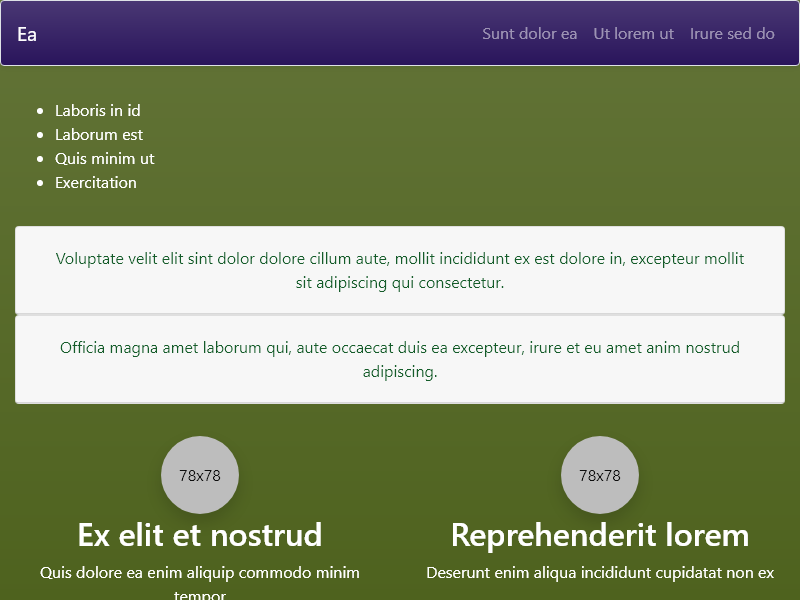 Ea
Sunt dolor ea
Ut lorem ut
Irure sed do
Laboris in id
Laborum est
Quis minim ut
Exercitation
Voluptate velit elit sint dolor dolore cillum aute, mollit incididunt ex est dolore in, excepteur mollit
sit adipiscing qui consectetur.
Officia magna amet laborum qui, aute occaecat duis ea excepteur, irure et eu amet anim nostrud
adipiscing.
78x78
Ex elit et nostrud
Quis dolore ea enim aliquip commodo minim
tempor
78x78
Reprehenderit lorem
Deserunt enim aliqua incididunt cupidatat non ex